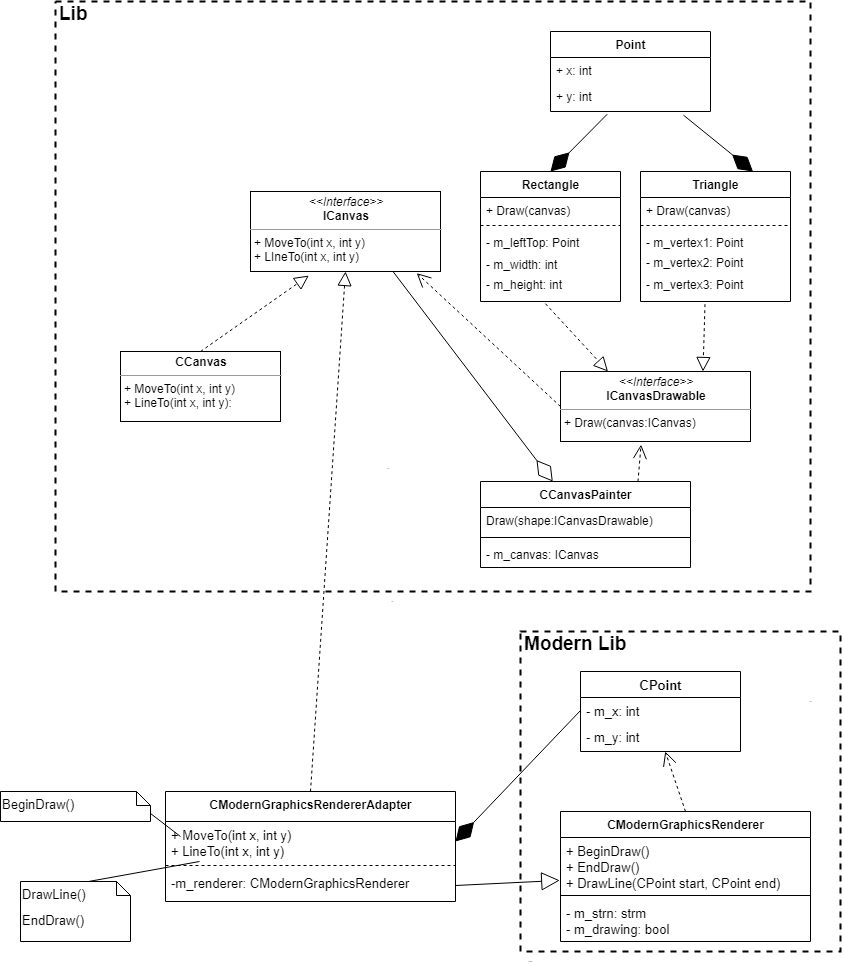 Lib
Point
+ x: int
+ y: int
Rectangle
+ Draw(canvas)
- m_leftTop: Point
- m_width: int
- m_height: int
Triangle
+ Draw(canvas)
- m_vertex1: Point
- m_vertex2: Point
- m_vertex3: Point
<<Interface>>
ICanvas
+ MoveTo(int x, int y)
+ LIneTo(int x, int y)
CCanvas
+ MoveTo(int x, int y)
+ LineTo(int x, int y):
<<Interface>>
ICanvasDrawable
+ Draw(canvas:ICanvas)
CCanvasPainter
Draw(shape:ICanvasDrawable)
- m_canvas: ICanvas
Modern Lib
CPoint
- m_x: int
- m_y: int
BeginDraw()
CModernGraphicsRendererAdapter
+ MoveTo(int x, int y)
+ LineTo(int x, int y)
-m_renderer: CModernGraphicsRenderer
DrawLine()
EndDraw()
CModernGraphicsRenderer
+ BeginDraw()
+ EndDraw()
+ DrawLine(CPoint start, CPoint end)
- m_strn: strm
- m_drawing: bool